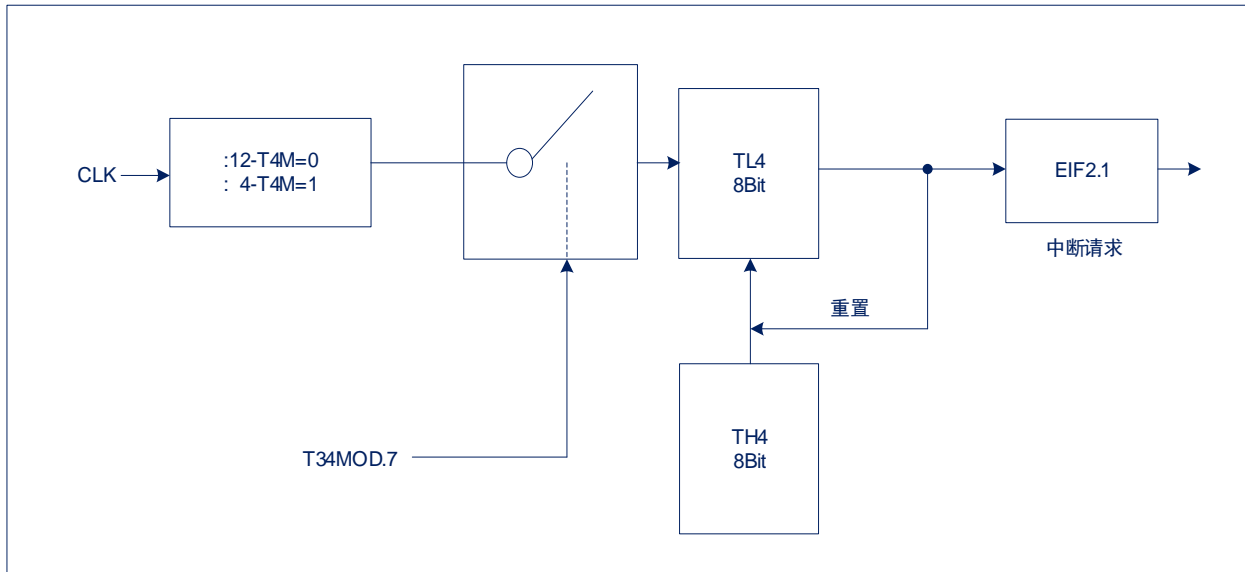 CLK
:12-T4M=0
: 4-T4M=1
TL4
8Bit
EIF2.1
中断请求
重置
TH4
8Bit
T34MOD.7